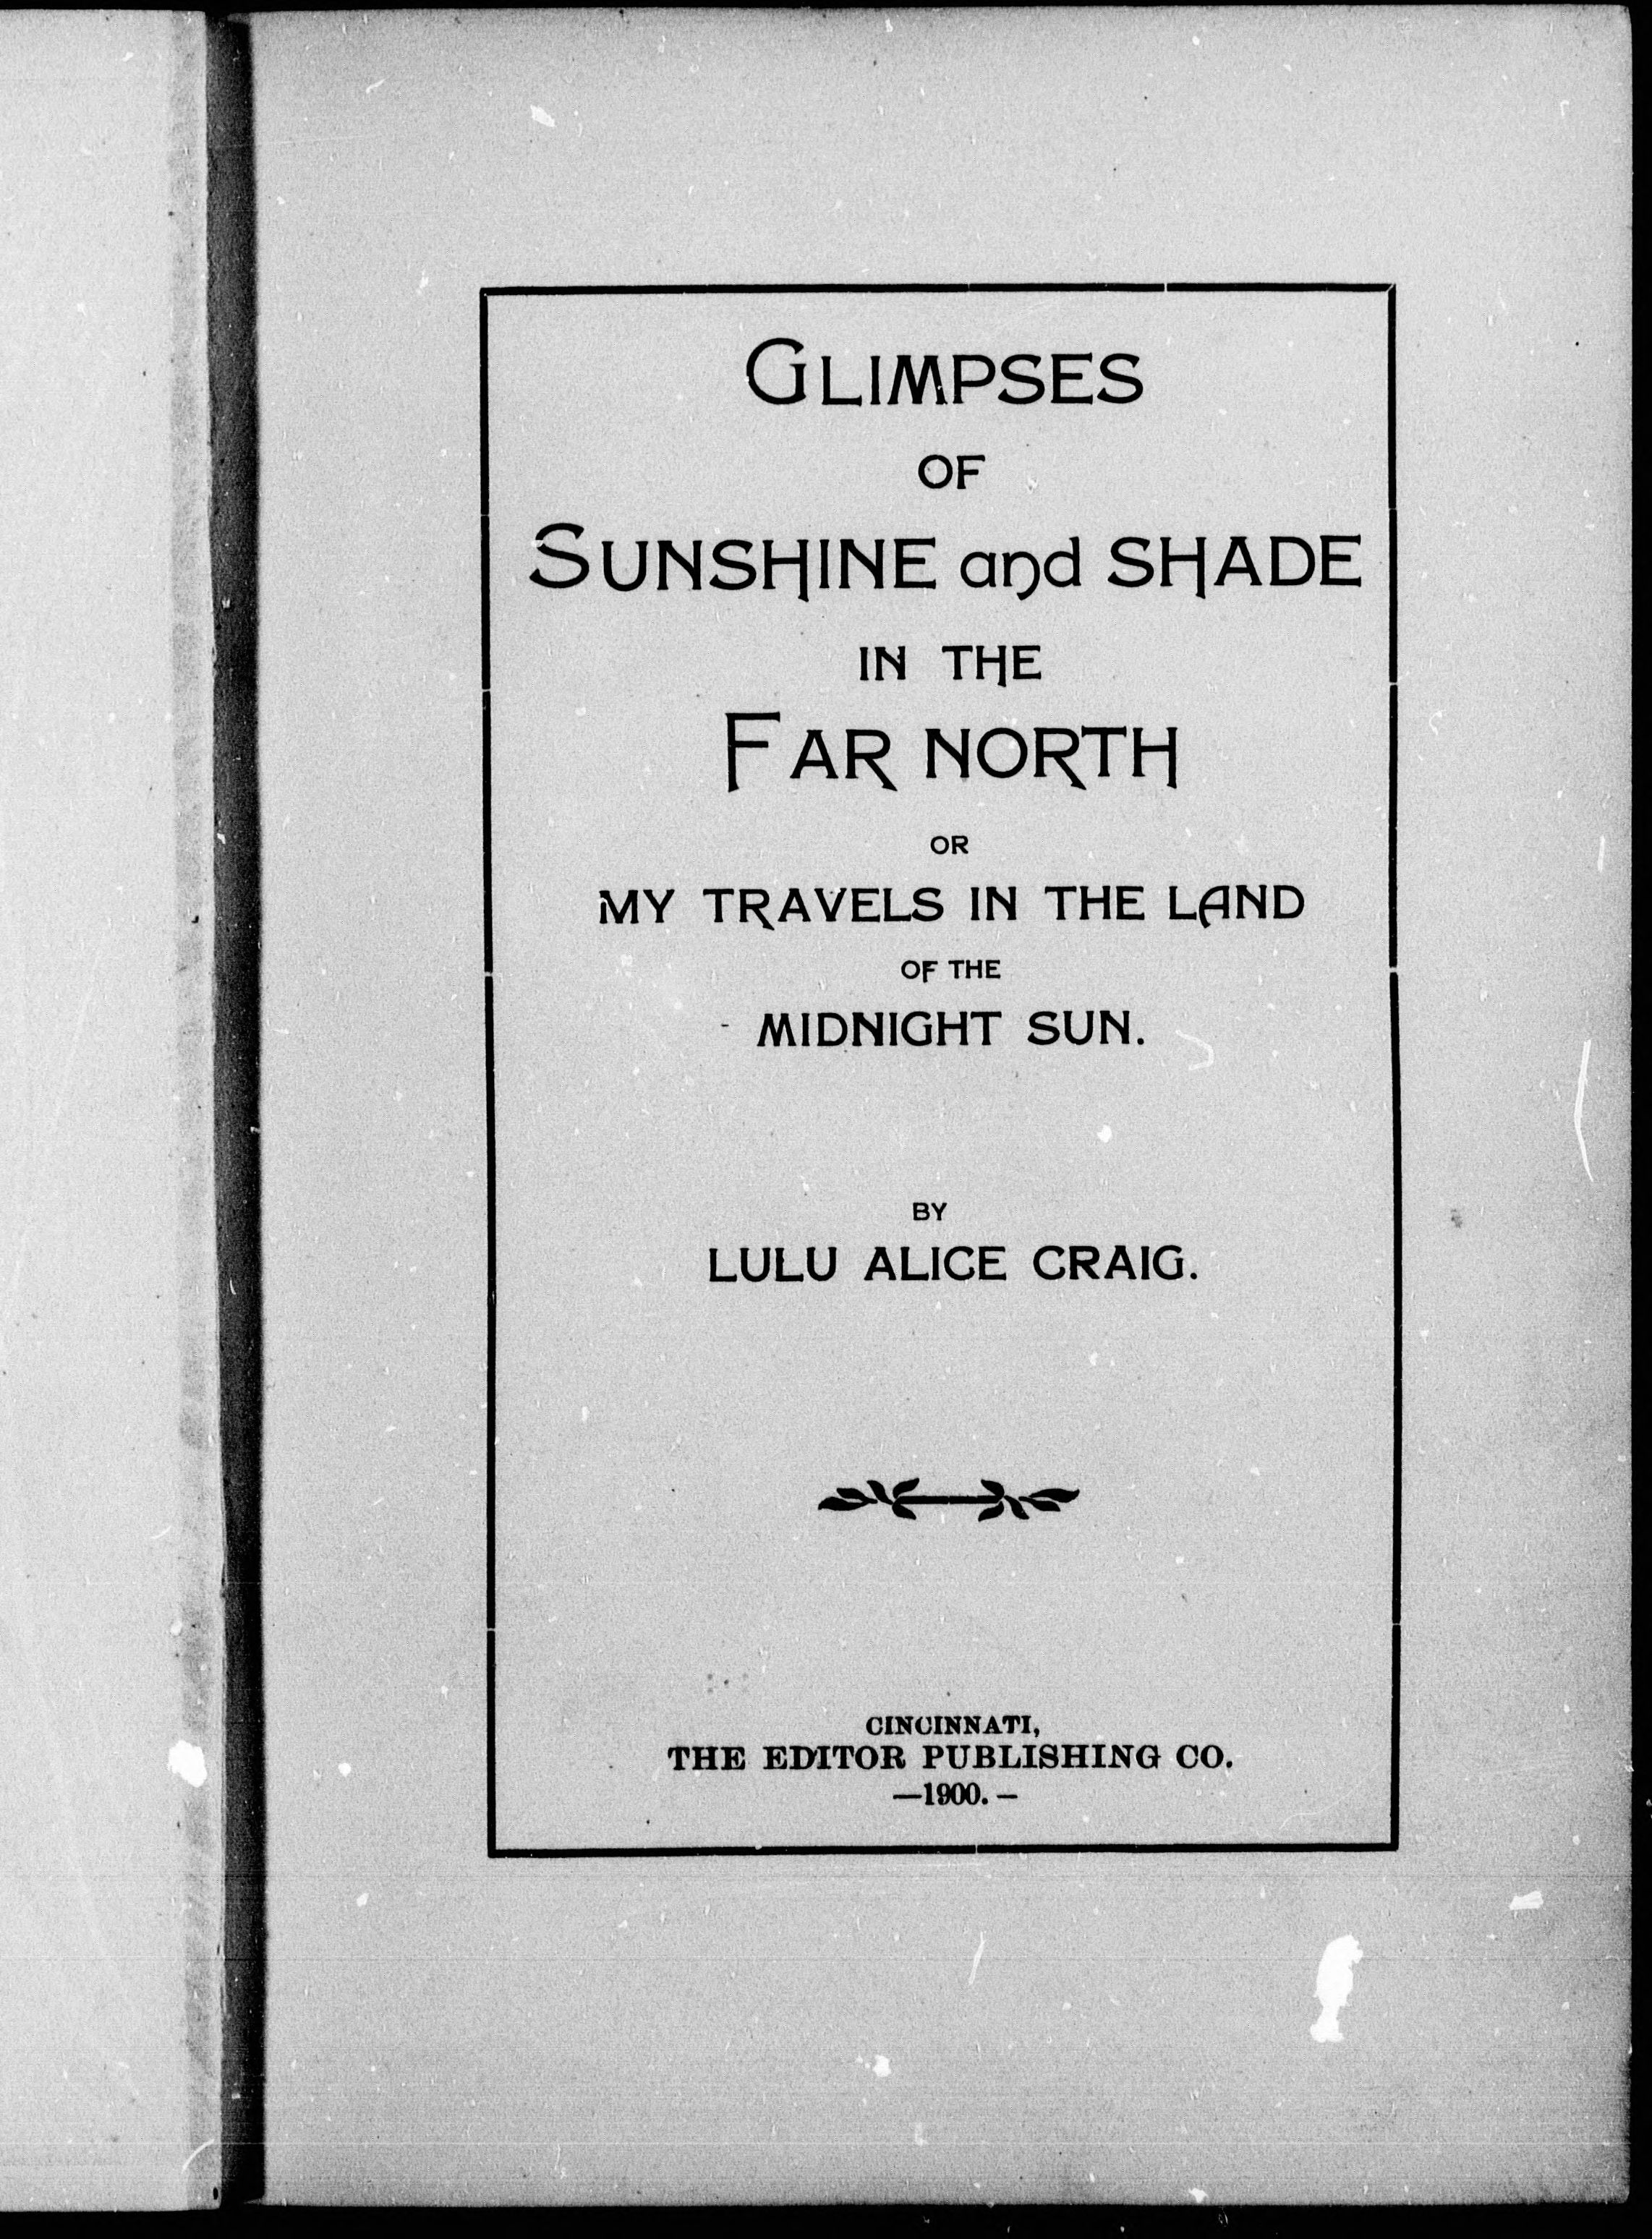 GLIMPSES
OF
SUNSHINE and SHADE
IN THE
FAR NORTH
OR
MY TRAVELS IN THE LAND
OF THE
MIDNIGHT SUN.
BY
LULU ALICE CRAIG.
CINCINNATI,
THE EDITOR PUBLISHING CO.
—1900.—